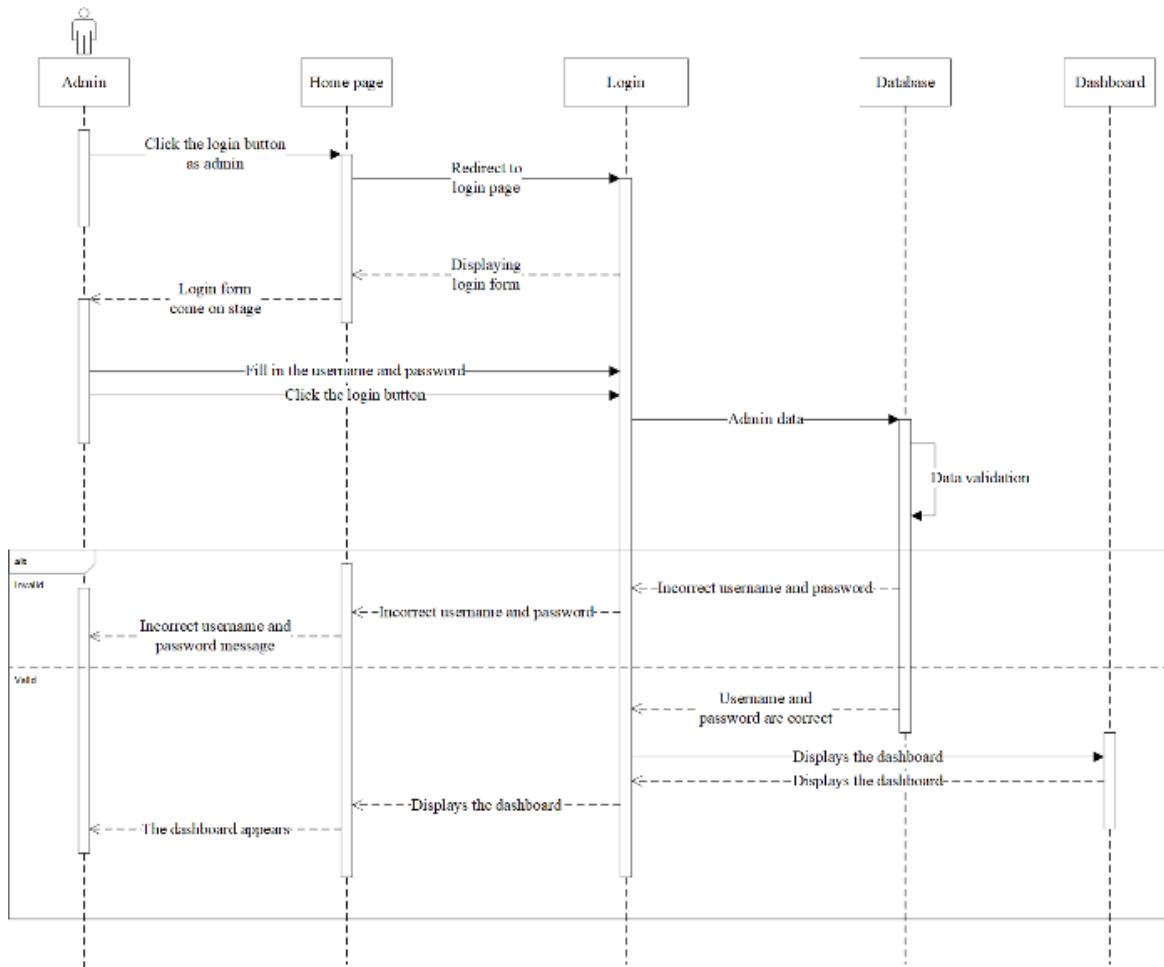 Admin
Home page
Login
Database
Dashboard
Click the login button
as admin
Redirect to
login page
Displaying
login form
Login form
come on stage
Fill in the username and password
Click the login button
Admin data
Data validation
alt
Invalid
Incorrect username and password
Incorrect username and password
Incorrect username and
password message
Valid
Username and
password are correct
Displays the dashboard
Displays the dashboard
Displays the dashboard
The dashboard appears